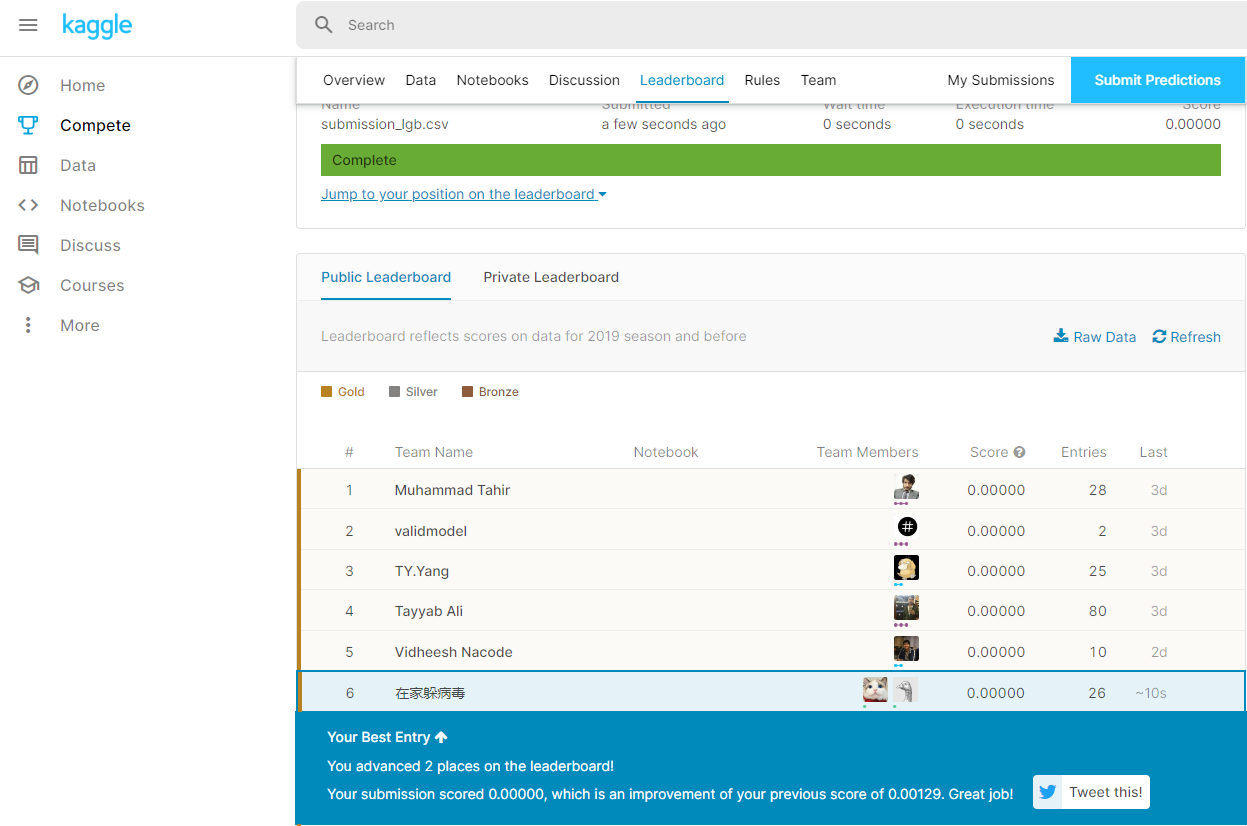 kaggle
Search
Overview Data Notebooks Discussion Leaderboard Rules Team My Submissions Submit Predictions
Home
Compete
Data
Notebooks
Discuss
Courses
More
Name Submitted Wait time Execution time Score
submission_lgb.csv a few seconds ago 0 seconds 0 seconds 0.00000
Complete
Jump to your position on the leaderboard
Public Leaderboard Private Leaderboard
Leaderboard reflects scores on data for 2019 season and before Raw Data Refresh
Gold Silver Bronze
# Team Name Notebook Team Members Score ? Entries Last
1 Muhammad Tahir 0.00000 28 3d
2 validmodel # 0.00000 2 3d
3 TY.Yang 0.00000 25 3d
4 Tayyab Ali 0.00000 80 3d
5 Vidheesh Nacode 0.00000 10 2d
6 在家躲病毒 0.00000 26 ~10s
Your Best Entry
You advanced 2 places on the leaderboard!
Your submission scored 0.00000, which is an improvement of your previous score of 0.00129. Great job! Tweet this!